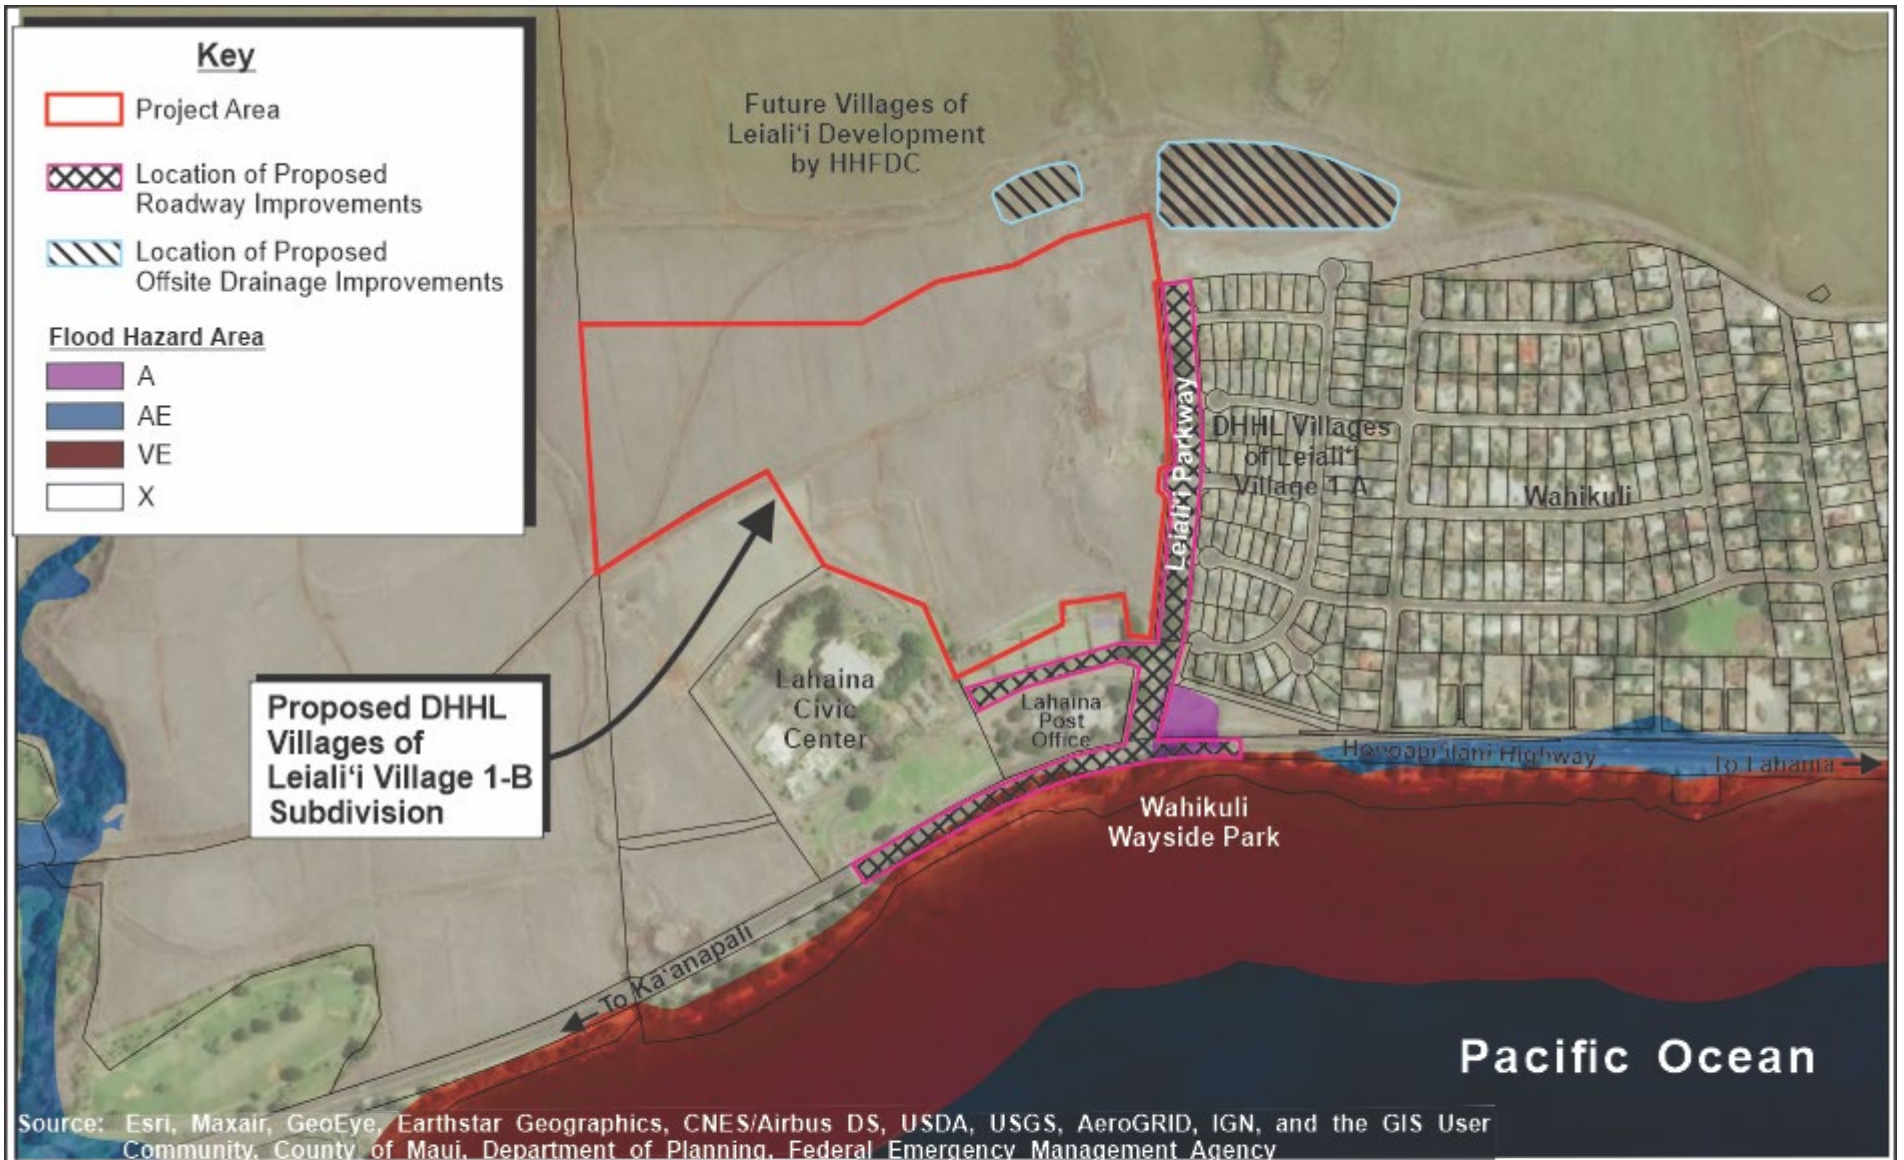 Key
Project Area
Location of Proposed
Roadway Improvements
Location of Proposed
Offsite Drainage Improvements
Flood Hazard Area
A
AE
VE
X
Future Villages of
Leiali‘i Development
by HHFDC
Leiali‘i Parkway
DHHL Villages
of Leiali‘i
Village 1-A
Wahikuli
Proposed DHHL
Villages of
Leiali‘i Village 1-B
Subdivision
Lahaina
Civic
Center
Lahaina
Post
Office
Honoapi‘ilani Highway
To Lahaina
Wahikuli
Wayside Park
To Ka‘anapali
Pacific Ocean
Source: Esri, Maxair, GeoEye, Earthstar Geographics, CNES/Airbus DS, USDA, USGS, AeroGRID, IGN, and the GIS User
Community, County of Maui, Department of Planning, Federal Emergency Management Agency